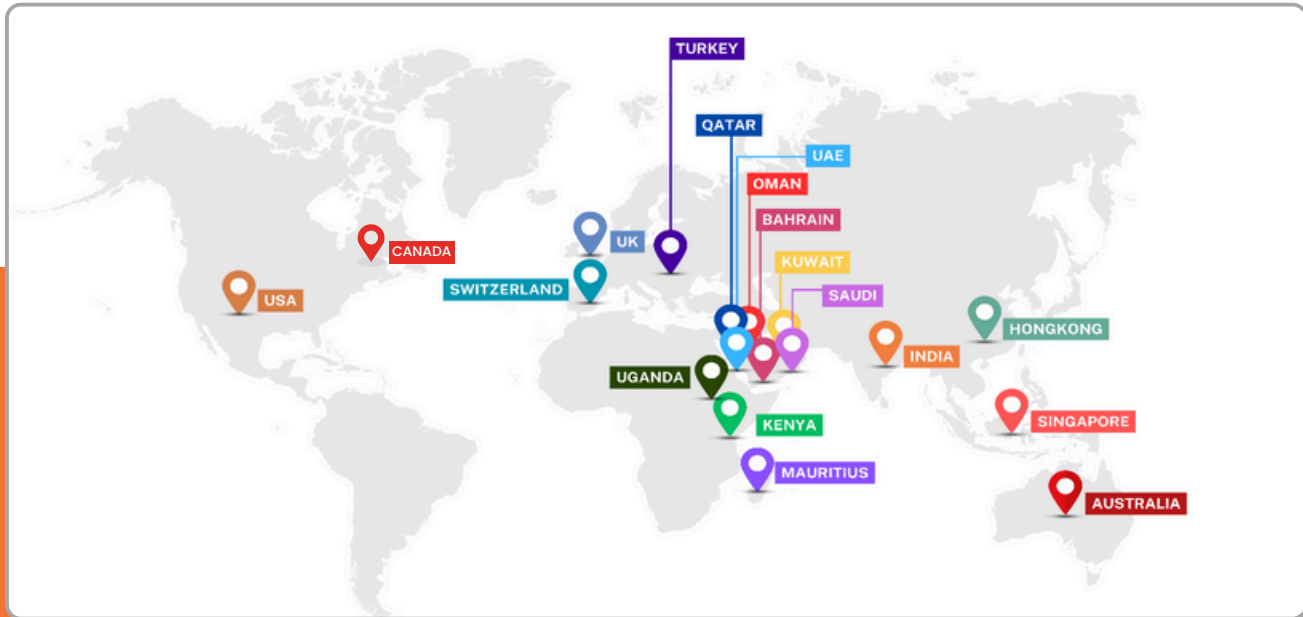 TURKEY
QATAR
UAE
OMAN
BAHRAIN
UK
CANADA
KUWAIT
SWITZERLAND
SAUDI
USA
HONGKONG
INDIA
UGANDA
KENYA
SINGAPORE
MAURITIUS
AUSTRALIA